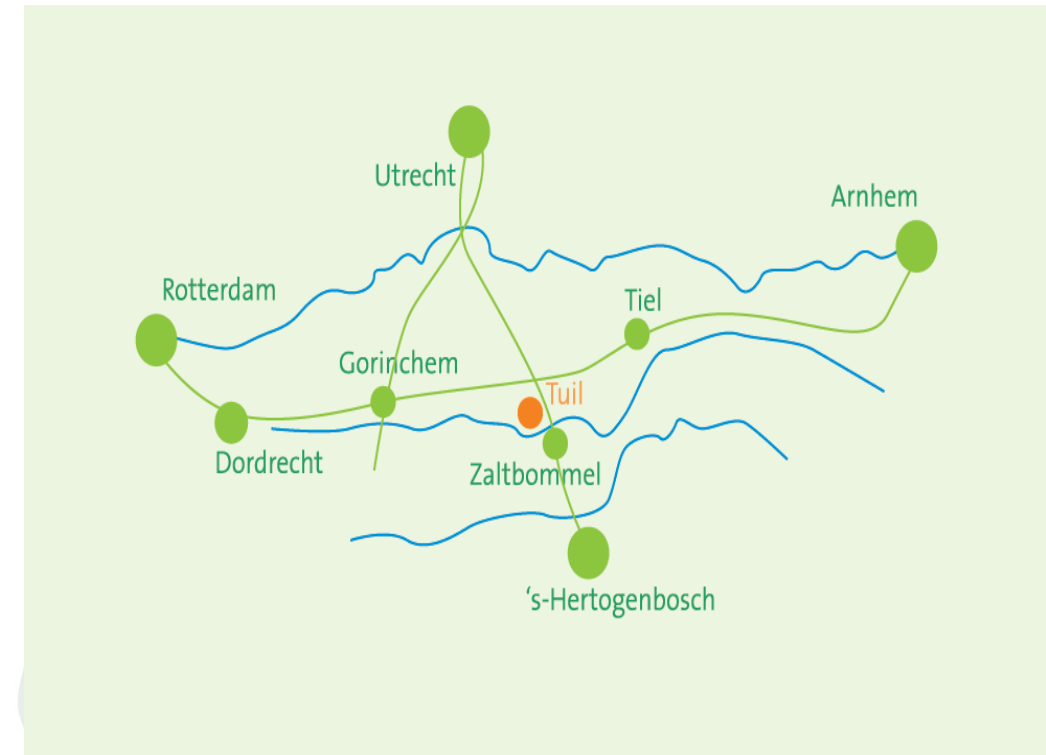 Utrecht
Arnhem
Rotterdam
Tiel
Gorinchem
Tuil
Dordrecht
Zaltbommel
‘s-Hertogenbosch